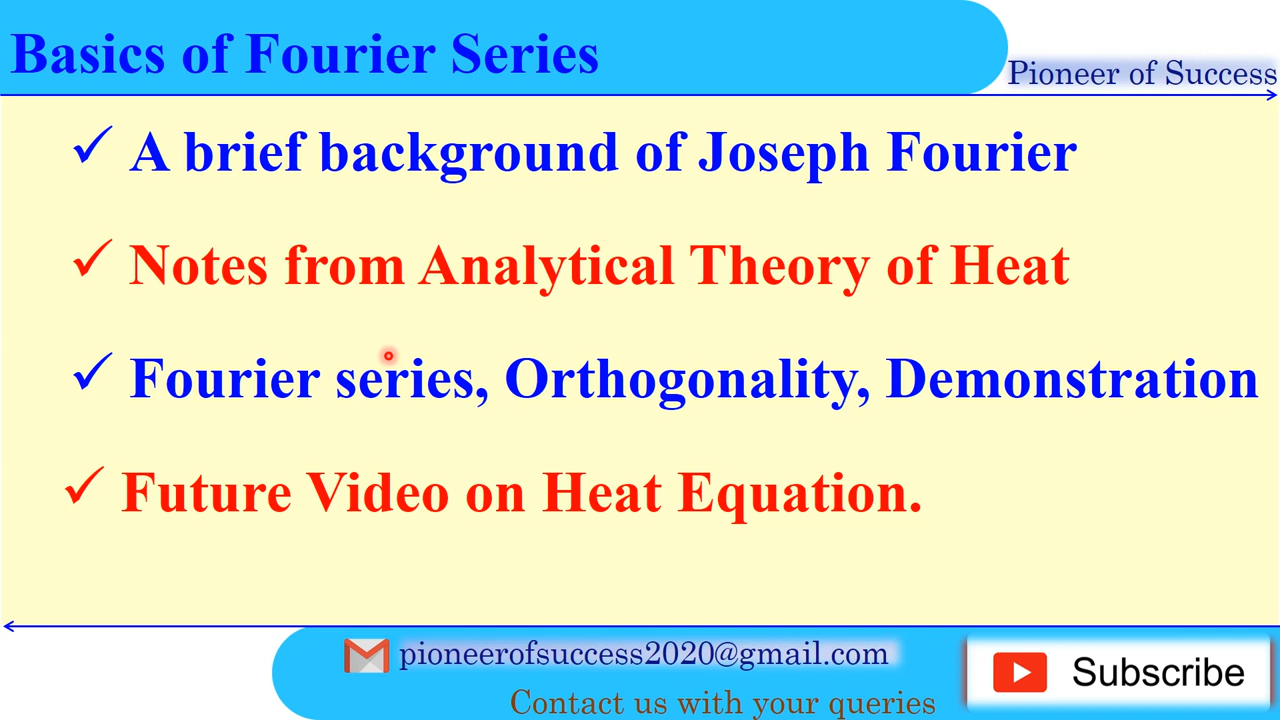 Basics of Fourier Series
Pioneer of Success
✓ A brief background of Joseph Fourier
✓ Notes from Analytical Theory of Heat
✓ Fourier series, Orthogonality, Demonstration
✓ Future Video on Heat Equation.
pioneerofsuccess2020@gmail.com
Contact us with your queries
Subscribe